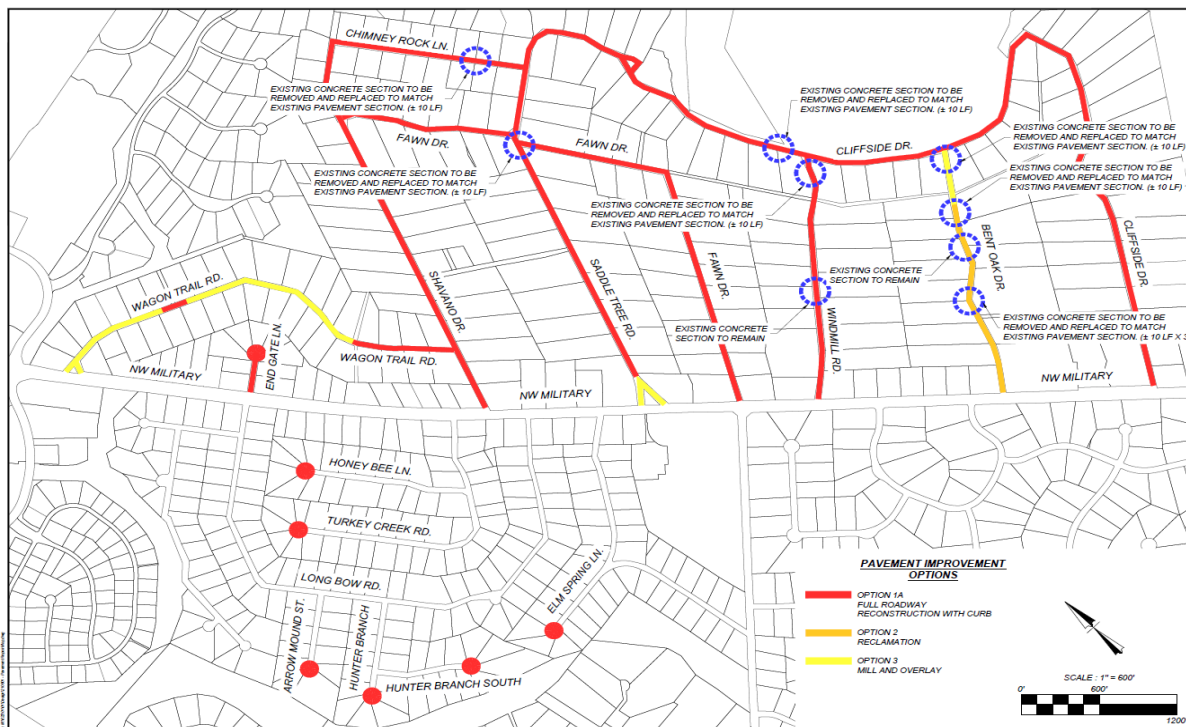 CHIMNEY ROCK LN.
EXISTING CONCRETE SECTION TO BE
REMOVED AND REPLACED TO MATCH
EXISTING PAVEMENT SECTION. (± 10 LF)
EXISTING CONCRETE SECTION TO BE
REMOVED AND REPLACED TO MATCH
EXISTING PAVEMENT SECTION. (± 10 LF)
FAWN DR.
FAWN DR.
CLIFFSIDE DR.
EXISTING CONCRETE SECTION TO BE
REMOVED AND REPLACED TO MATCH
EXISTING PAVEMENT SECTION. (± 10 LF)
EXISTING CONCRETE SECTION TO BE
REMOVED AND REPLACED TO MATCH
EXISTING PAVEMENT SECTION. (± 10 LF)
EXISTING CONCRETE SECTION TO BE
REMOVED AND REPLACED TO MATCH
EXISTING PAVEMENT SECTION. (± 10 LF)
EXISTING CONCRETE SECTION TO BE
REMOVED AND REPLACED TO MATCH
EXISTING PAVEMENT SECTION. (± 10 LF)
BENT OAK DR.
CLIFFSIDE DR.
WAGON TRAIL RD.
SHAVANO DR.
SADDLE TREE RD.
FAWN DR.
EXISTING CONCRETE
SECTION TO REMAIN
WINDMILL RD.
EXISTING CONCRETE
SECTION TO REMAIN
EXISTING CONCRETE SECTION TO BE
REMOVED AND REPLACED TO MATCH
EXISTING PAVEMENT SECTION. (± 10 LF X 3
END GATE LN.
WAGON TRAIL RD.
NW MILITARY
NW MILITARY
NW MILITARY
HONEY BEE LN.
TURKEY CREEK RD.
LONG BOW RD.
ELM SPRING LN.
ARROW MOUND ST.
HUNTER BRANCH
HUNTER BRANCH SOUTH
PAVEMENT IMPROVEMENT
OPTIONS
OPTION 1A
FULL ROADWAY
RECONSTRUCTION WITH CURB
OPTION 2
RECLAMATION
OPTION 3
MILL AND OVERLAY
SCALE : 1" = 600'
0' 600'
1200